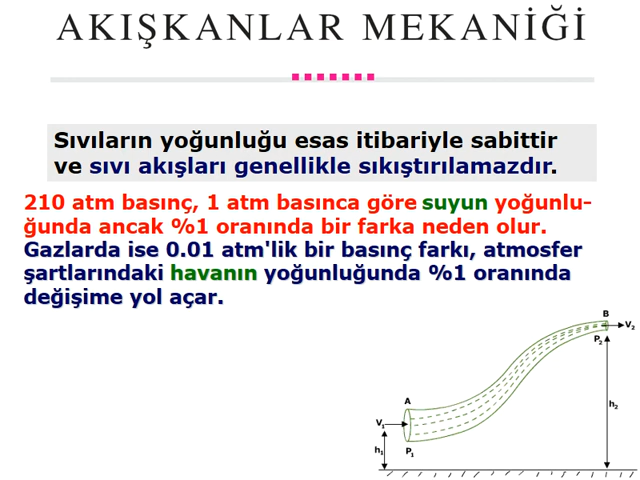 AKIŞKANLAR MEKANİĞİ
Sıvıların yoğunluğu esas itibariyle sabittir
ve sıvı akışları genellikle sıkıştırılamazdır.
210 atm basınç, 1 atm basınca göre suyun yoğunlu-
ğunda ancak %1 oranında bir farka neden olur.
Gazlarda ise 0.01 atm'lik bir basınç farkı, atmosfer
şartlarındaki havanın yoğunluğunda %1 oranında
değişime yol açar.
B
V₂
P₂
A
V₁
h₂
h₁
P₁